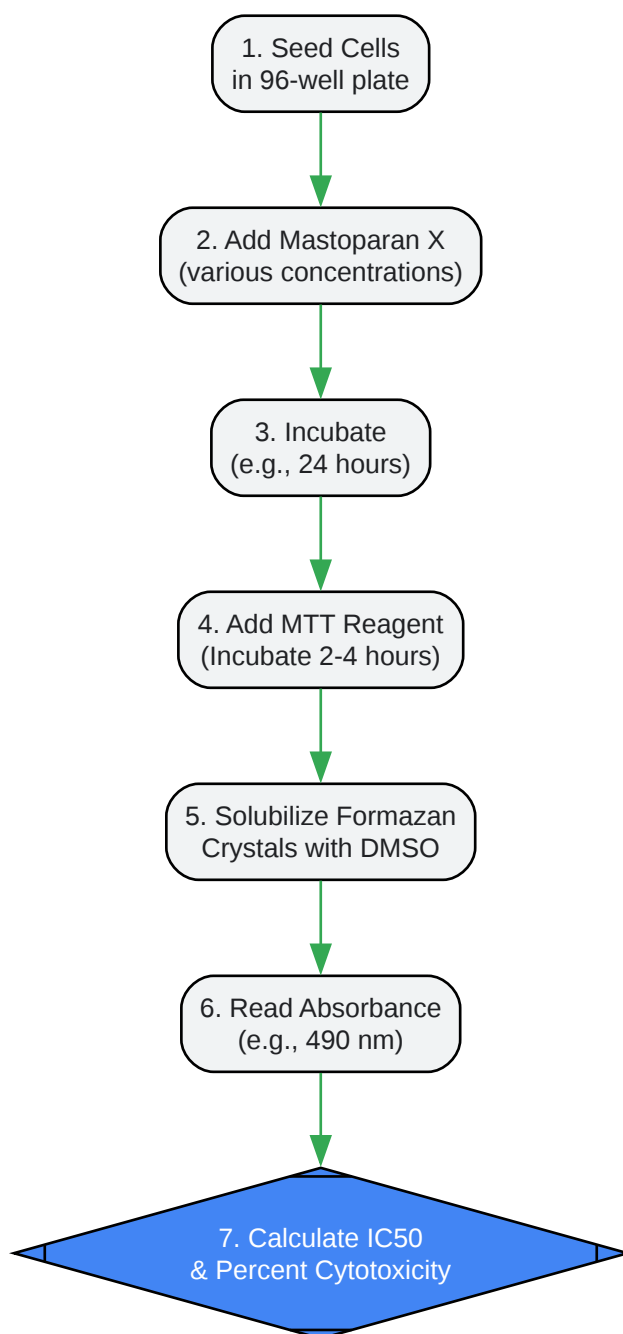 1. Seed Cells
in 96-well plate
2. Add Mastoparan X
(various concentrations)
3. Incubate
(e.g., 24 hours)
4. Add MTT Reagent
(Incubate 2-4 hours)
5. Solubilize Formazan
Crystals with DMSO
6. Read Absorbance
(e.g., 490 nm)
7. Calculate IC50
& Percent Cytotoxicity